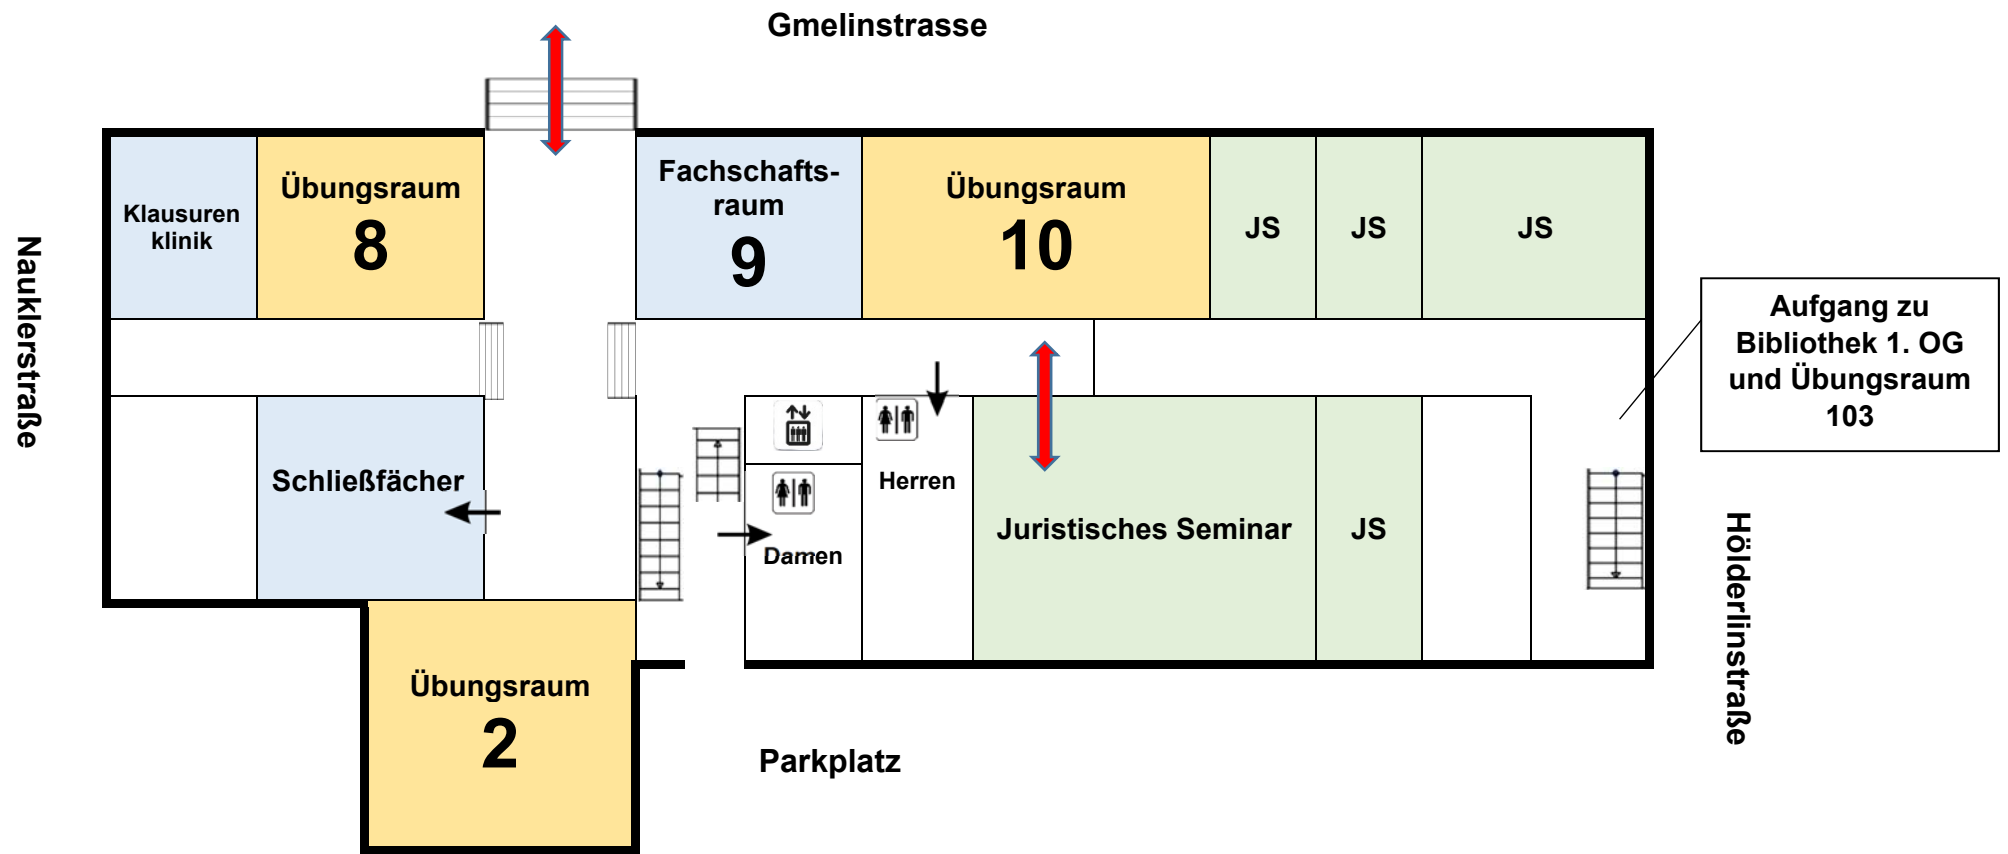 Gmelinstrasse
Nauklerstraße
Klausuren
klinik
Übungsraum
8
Fachschafts-
raum
9
Übungsraum
10
JS
JS
JS
Aufgang zu
Bibliothek 1. OG
und Übungsraum
103
Schließfächer
Damen
Herren
Juristisches Seminar
JS
Hölderlinstraße
Übungsraum
2
Parkplatz